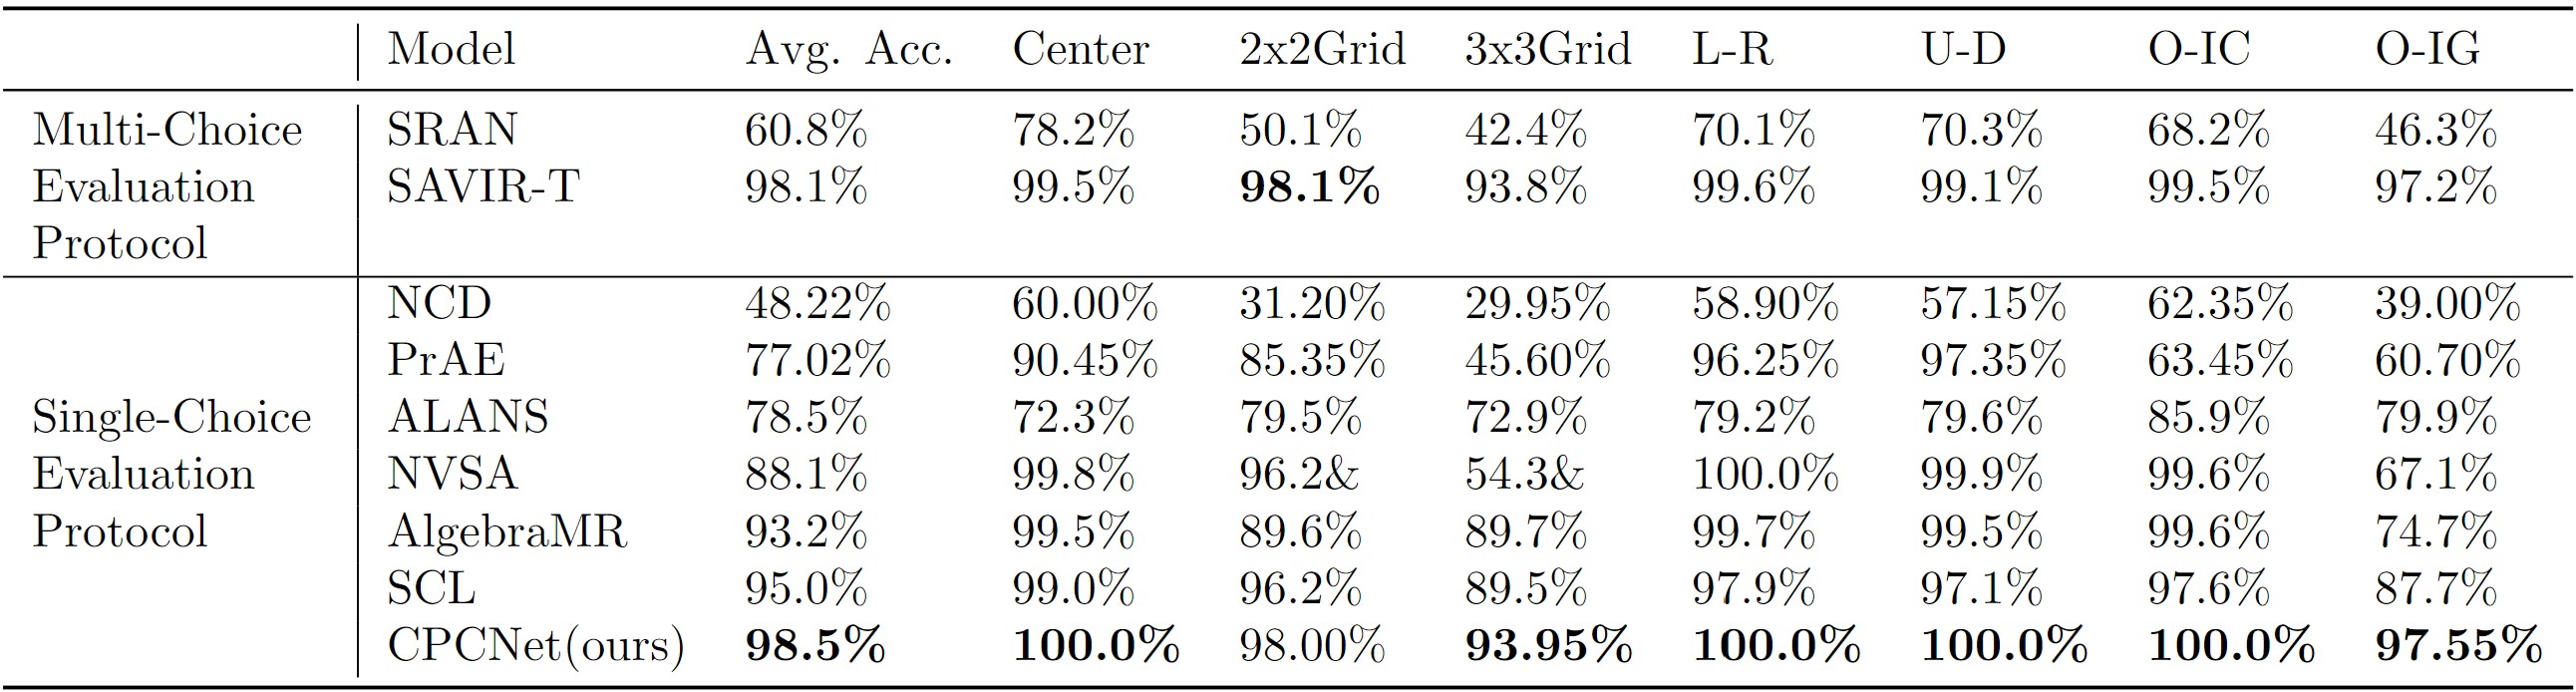 Model Avg. Acc. Center 2x2Grid 3x3Grid L-R U-D O-IC O-IG
Multi-Choice SRAN 60.8% 78.2% 50.1% 42.4% 70.1% 70.3% 68.2% 46.3%
Evaluation SAVIR-T 98.1% 99.5% 98.1% 93.8% 99.6% 99.1% 99.5% 97.2%
Protocol
NCD 48.22% 60.00% 31.20% 29.95% 58.90% 57.15% 62.35% 39.00%
PrAE 77.02% 90.45% 85.35% 45.60% 96.25% 97.35% 63.45% 60.70%
Single-Choice ALANS 78.5% 72.3% 79.5% 72.9% 79.2% 79.6% 85.9% 79.9%
Evaluation NVSA 88.1% 99.8% 96.2& 54.3& 100.0% 99.9% 99.6% 67.1%
Protocol AlgebraMR 93.2% 99.5% 89.6% 89.7% 99.7% 99.5% 99.6% 74.7%
SCL 95.0% 99.0% 96.2% 89.5% 97.9% 97.1% 97.6% 87.7%
CPCNet(ours) 98.5% 100.0% 98.00% 93.95% 100.0% 100.0% 100.0% 97.55%